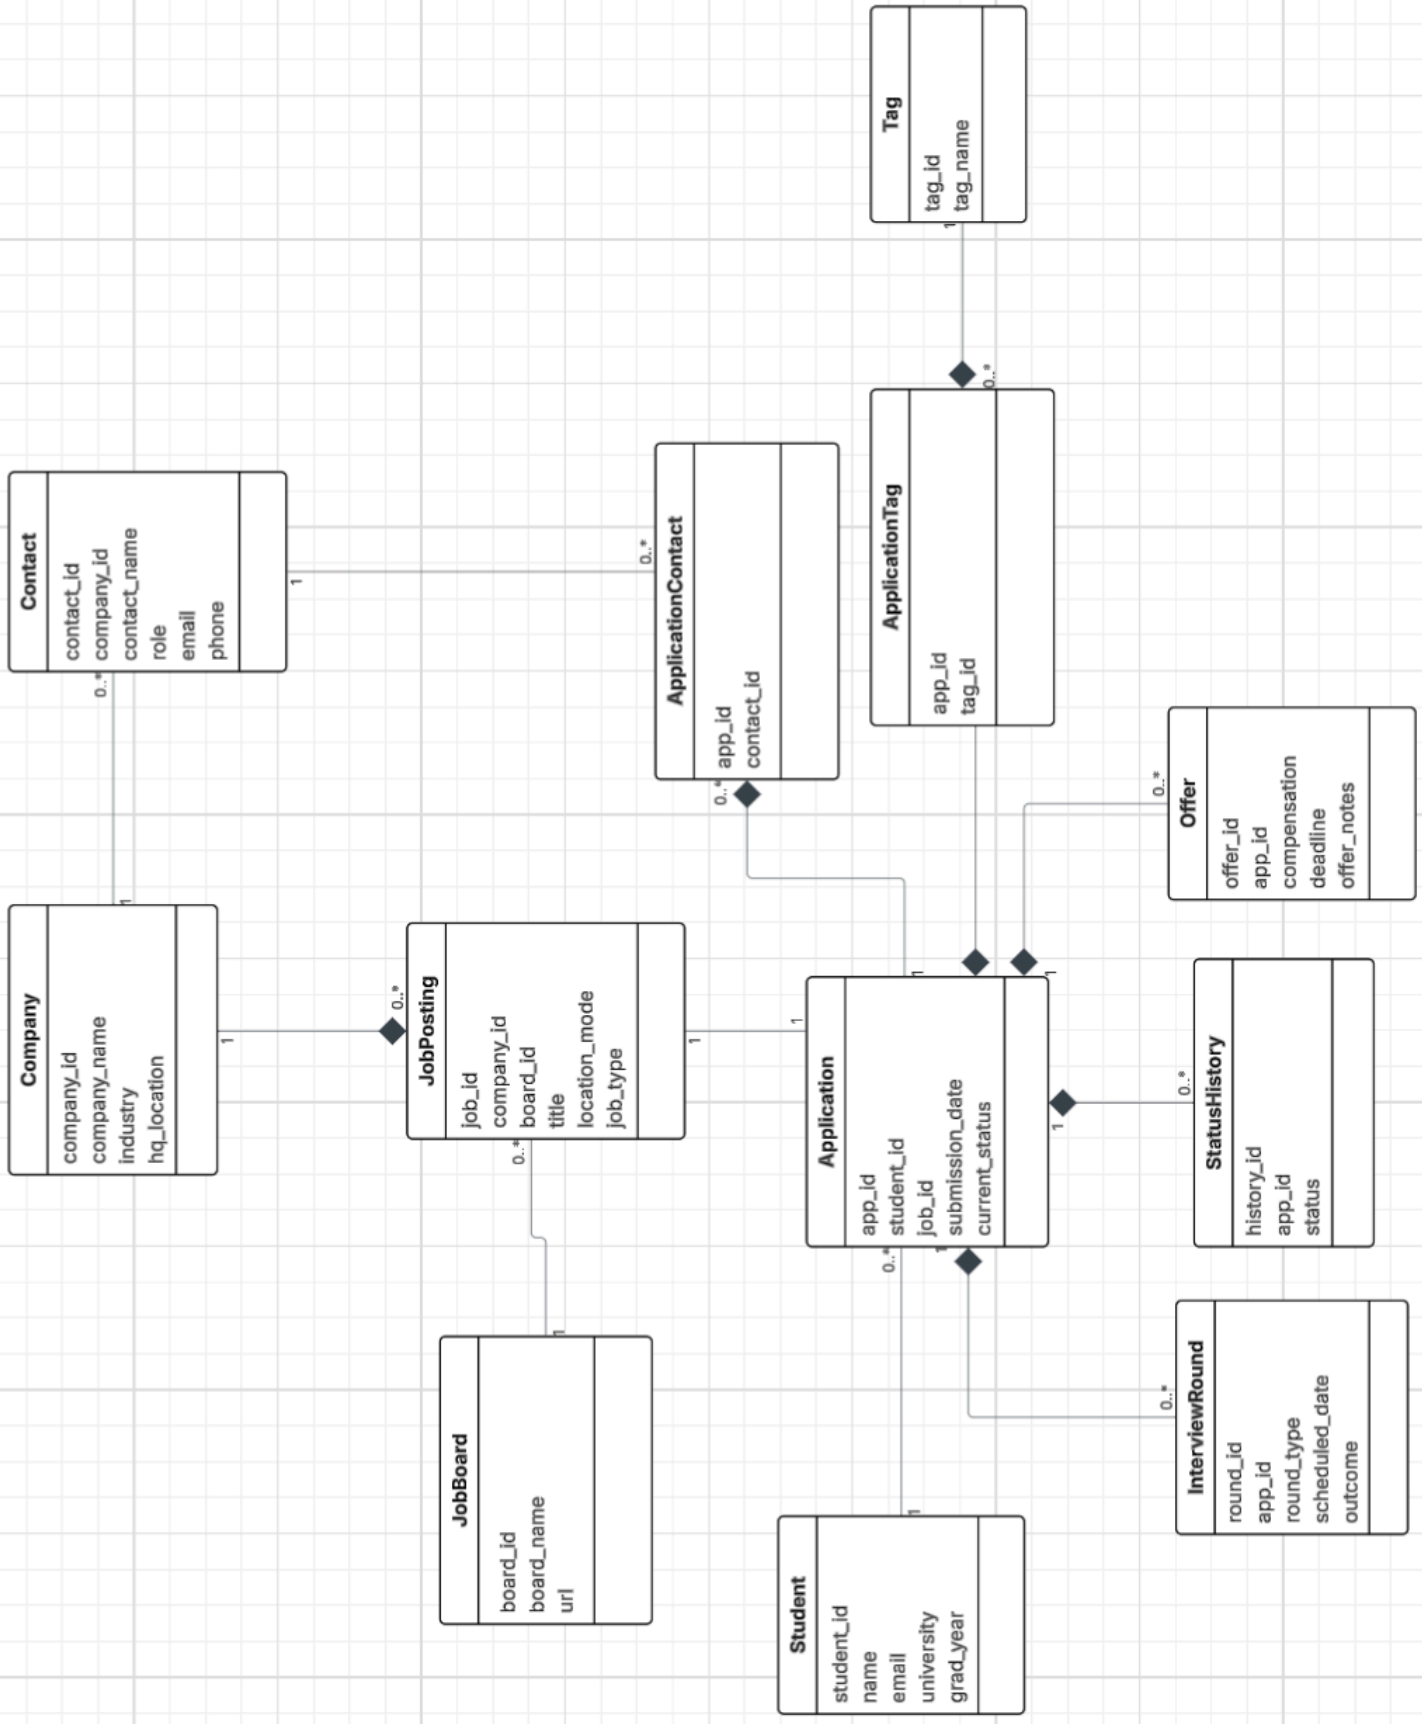 Company
company_id
company_name
industry
hq_location
1
1
Contact
contact_id
company_id
contact_name
role
email
phone
0..*
1
JobBoard
board_id
board_name
url
1
JobPosting
job_id
company_id
board_id
title
location_mode
job_type
0..*
0..*
1
ApplicationContact
app_id
contact_id
0..*
0..*
Student
student_id
name
email
university
grad_year
1
Application
app_id
student_id
job_id
submission_date
current_status
0..*
1
1
1
1
1
ApplicationTag
app_id
tag_id
0..*
Tag
tag_id
tag_name
1
InterviewRound
round_id
app_id
round_type
scheduled_date
outcome
0..*
StatusHistory
history_id
app_id
status
0..*
Offer
offer_id
app_id
compensation
deadline
offer_notes
0..*